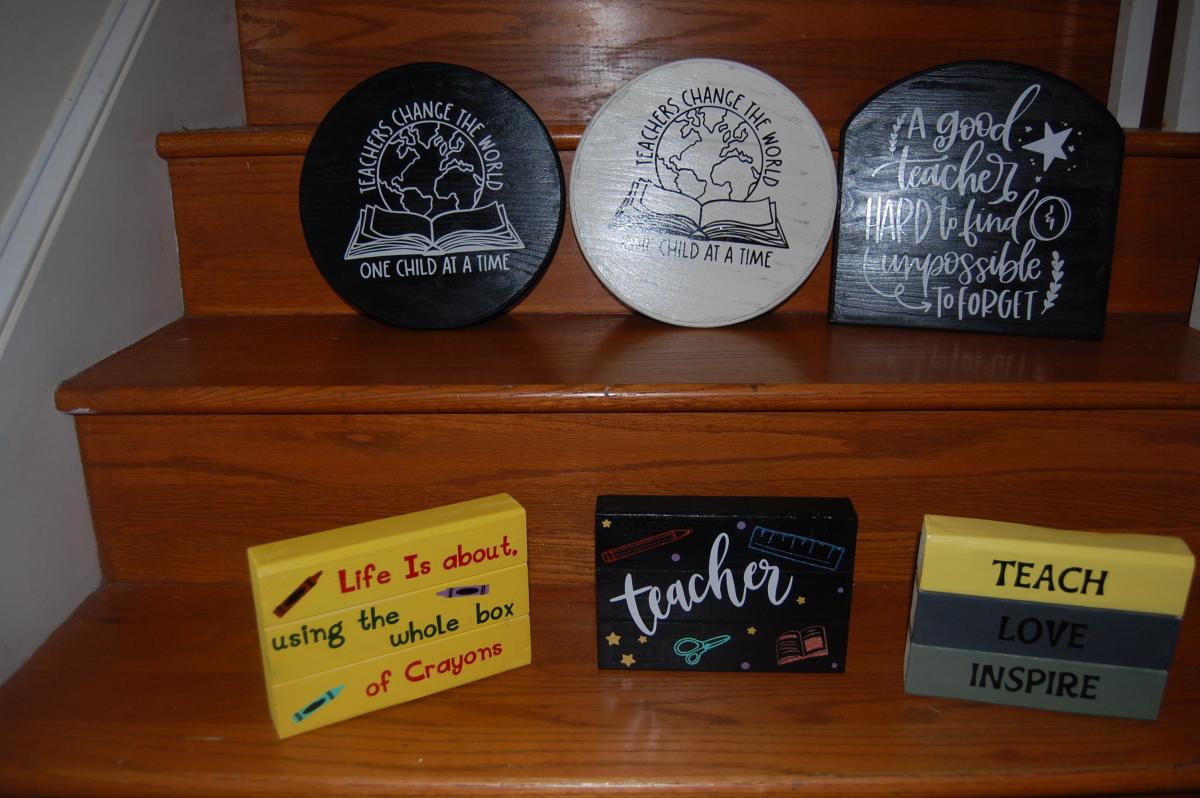 TEACHERS CHANGE THE WORLD
ONE CHILD AT A TIME
TEACHERS CHANGE THE WORLD
ONE CHILD AT A TIME
A good
teacher
HARD to find &
impossible
To FORGET
Life Is about,
using the
whole box
of Crayons
teacher
TEACH
LOVE
INSPIRE